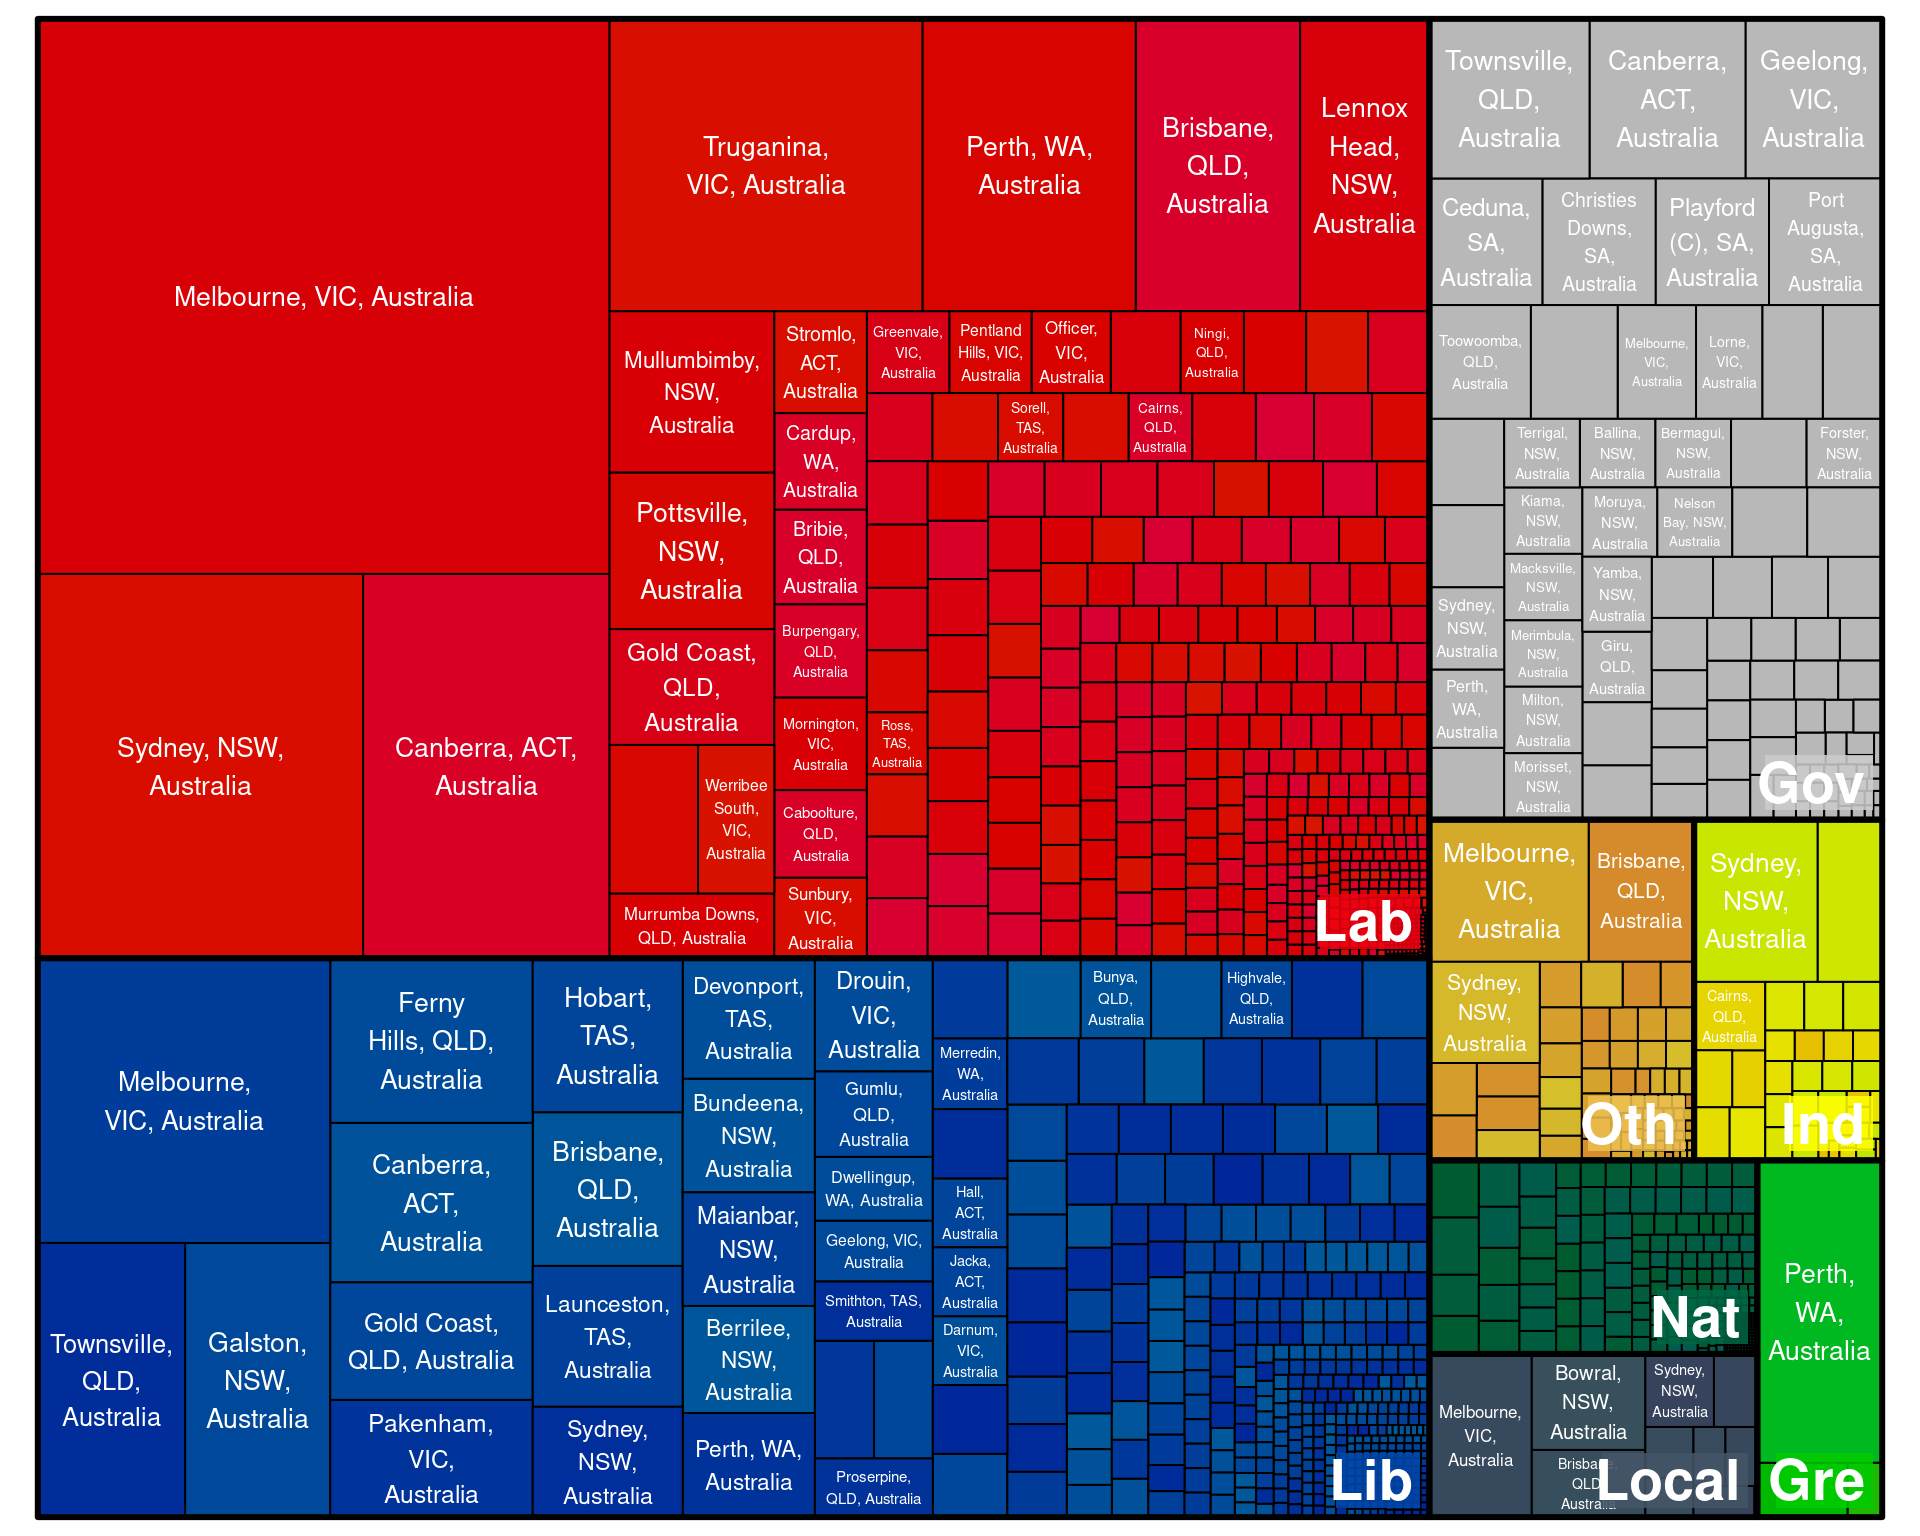 Melbourne, VIC, Australia
Sydney, NSW,
Australia
Canberra, ACT,
Australia
Truganina,
VIC, Australia
Perth, WA,
Australia
Brisbane,
QLD,
Australia
Lennox
Head,
NSW,
Australia
Mullumbimby,
NSW,
Australia
Pottsville,
NSW,
Australia
Gold Coast,
QLD,
Australia
Werribee
South,
VIC,
Australia
Murrumba Downs,
QLD, Australia
Stromlo,
ACT,
Australia
Cardup,
WA,
Australia
Bribie,
QLD,
Australia
Burpengary,
QLD,
Australia
Mornington,
VIC,
Australia
Caboolture,
QLD,
Australia
Sunbury,
VIC,
Australia
Greenvale,
VIC,
Australia
Pentland
Hills, VIC,
Australia
Officer,
VIC,
Australia
Ningi,
QLD,
Australia
Sorell,
TAS,
Australia
Cairns,
QLD,
Australia
Ross,
TAS,
Australia
Lab
Townsville,
QLD,
Australia
Canberra,
ACT,
Australia
Geelong,
VIC,
Australia
Ceduna,
SA,
Australia
Christies
Downs,
SA,
Australia
Playford
(C), SA,
Australia
Port
Augusta,
SA,
Australia
Toowoomba,
QLD,
Australia
Melbourne,
VIC,
Australia
Lorne,
VIC,
Australia
Terrigal,
NSW,
Australia
Ballina,
NSW,
Australia
Bermagui,
NSW,
Australia
Forster,
NSW,
Australia
Kiama,
NSW,
Australia
Moruya,
NSW,
Australia
Nelson
Bay, NSW,
Australia
Macksville,
NSW,
Australia
Yamba,
NSW,
Australia
Sydney,
NSW,
Australia
Merimbula,
NSW,
Australia
Giru,
QLD,
Australia
Perth,
WA,
Australia
Milton,
NSW,
Australia
Morisset,
NSW,
Australia
Gov
Melbourne,
VIC, Australia
Townsville,
QLD,
Australia
Galston,
NSW,
Australia
Ferny
Hills, QLD,
Australia
Canberra,
ACT,
Australia
Gold Coast,
QLD, Australia
Pakenham,
VIC,
Australia
Hobart,
TAS,
Australia
Brisbane,
QLD,
Australia
Launceston,
TAS,
Australia
Sydney,
NSW,
Australia
Devonport,
TAS,
Australia
Bundeena,
NSW,
Australia
Maianbar,
NSW,
Australia
Berrilee,
NSW,
Australia
Perth, WA,
Australia
Drouin,
VIC,
Australia
Gumlu,
QLD,
Australia
Dwellingup,
WA, Australia
Geelong, VIC,
Australia
Smithton, TAS,
Australia
Proserpine,
QLD, Australia
Merredin,
WA,
Australia
Hall,
ACT,
Australia
Jacka,
ACT,
Australia
Darnum,
VIC,
Australia
Bunya,
QLD,
Australia
Highvale,
QLD,
Australia
Lib
Melbourne,
VIC,
Australia
Brisbane,
QLD,
Australia
Sydney,
NSW,
Australia
Oth
Sydney,
NSW,
Australia
Cairns,
QLD,
Australia
Ind
Nat
Melbourne,
VIC,
Australia
Bowral,
NSW,
Australia
Sydney,
NSW,
Australia
Brisbane,
QLD,
Australia
Local
Perth,
WA,
Australia
Gre